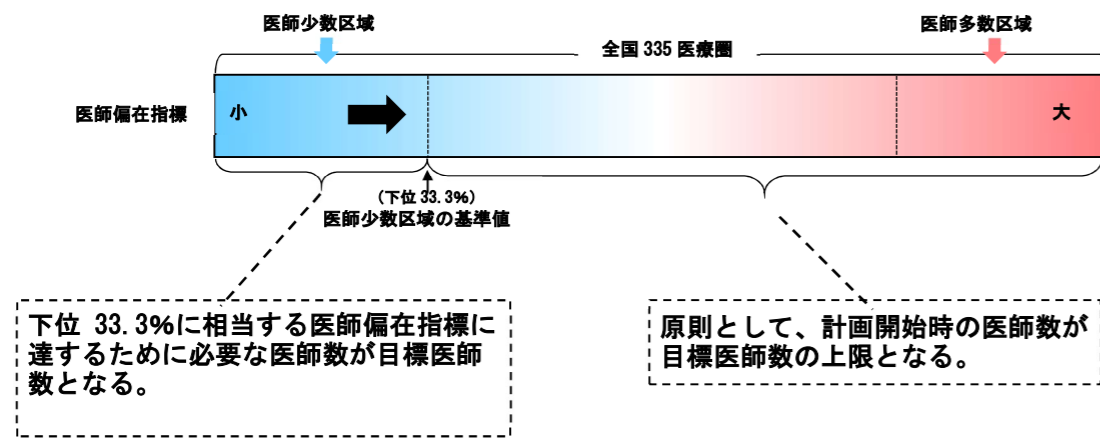 医師少数区域
医師多数区域
全国 335 医療圏
医師偏在指標
小
大
(下位 33.3%)
医師少数区域の基準値
下位 33.3%に相当する医師偏在指標に
達するために必要な医師数が目標医師
数となる。
原則として、計画開始時の医師数が
目標医師数の上限となる。